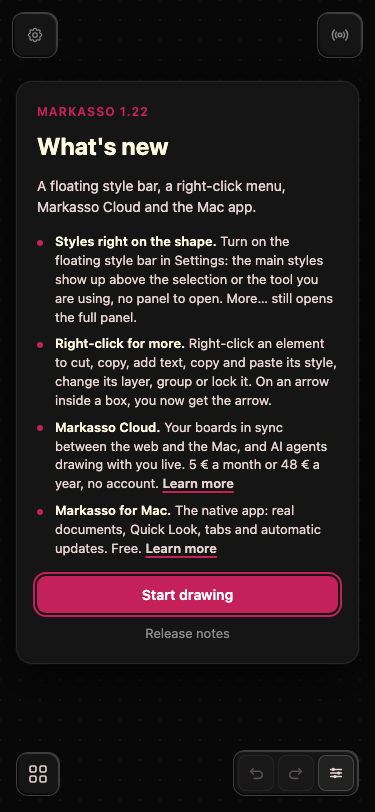 MARKASSO 1.22
What's new
A floating style bar, a right-click menu,
Markasso Cloud and the Mac app.
Styles right on the shape. Turn on the
floating style bar in Settings: the main styles
show up above the selection or the tool you
are using, no panel to open. More... still opens
the full panel.
Right-click for more. Right-click an element
to cut, copy, add text, copy and paste its style,
change its layer, group or lock it. On an arrow
inside a box, you now get the arrow.
Markasso Cloud. Your boards in sync
between the web and the Mac, and AI agents
drawing with you live. 5 € a month or 48 € a
year, no account. Learn more
Markasso for Mac. The native app: real
documents, Quick Look, tabs and automatic
updates. Free. Learn more
Start drawing
Release notes